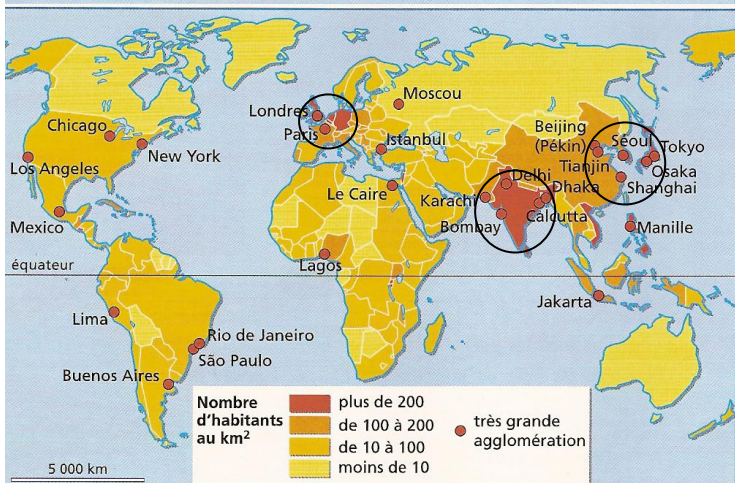 Moscou
Londres
Paris
Chicago
New York
Los Angeles
Istanbul
Beijing
(Pékin)
Séoul
Tokyo
Tianjin
Osaka
Shanghai
Le Caire
Karachi
Delhi
Dhaka
Bombay
Calcutta
Mexico
Manille
équateur
Lagos
Jakarta
Lima
Rio de Janeiro
São Paulo
Buenos Aires
Nombre
d'habitants
au km²
plus de 200
de 100 à 200
de 10 à 100
moins de 10
très grande
agglomération
5 000 km